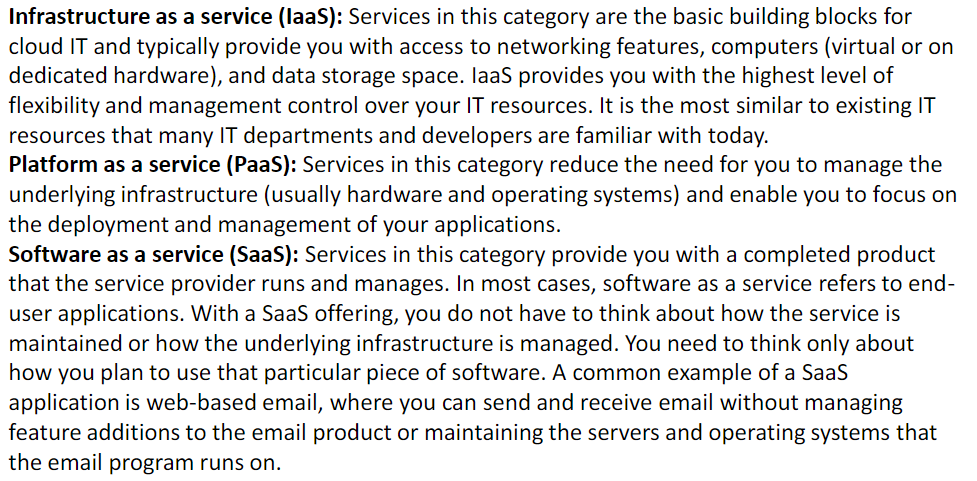 Infrastructure as a service (IaaS): Services in this category are the basic building blocks for
cloud IT and typically provide you with access to networking features, computers (virtual or on
dedicated hardware), and data storage space. IaaS provides you with the highest level of
flexibility and management control over your IT resources. It is the most similar to existing IT
resources that many IT departments and developers are familiar with today.
Platform as a service (PaaS): Services in this category reduce the need for you to manage the
underlying infrastructure (usually hardware and operating systems) and enable you to focus on
the deployment and management of your applications.
Software as a service (SaaS): Services in this category provide you with a completed product
that the service provider runs and manages. In most cases, software as a service refers to end-
user applications. With a SaaS offering, you do not have to think about how the service is
maintained or how the underlying infrastructure is managed. You need to think only about
how you plan to use that particular piece of software. A common example of a SaaS
application is web-based email, where you can send and receive email without managing
feature additions to the email product or maintaining the servers and operating systems that
the email program runs on.